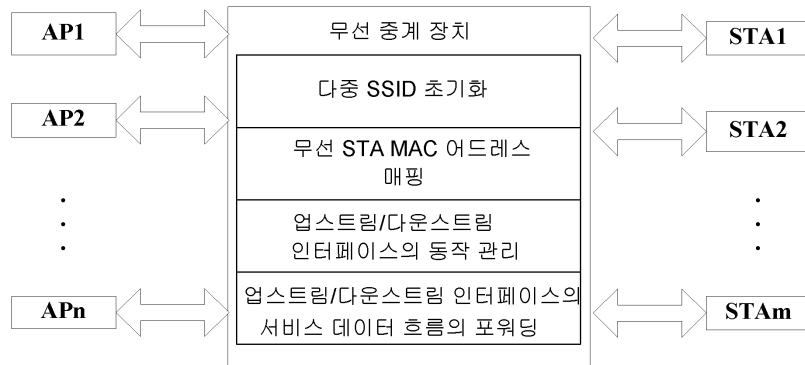 무선 중계 장치
AP1
STA1
다중 SSID 초기화
AP2
STA2
무선 STA MAC 어드레스
매핑
업스트림/다운스트림
인터페이스의 동작 관리
APn
업스트림/다운스트림 인터페이스의
서비스 데이터 흐름의 포워딩
STAm